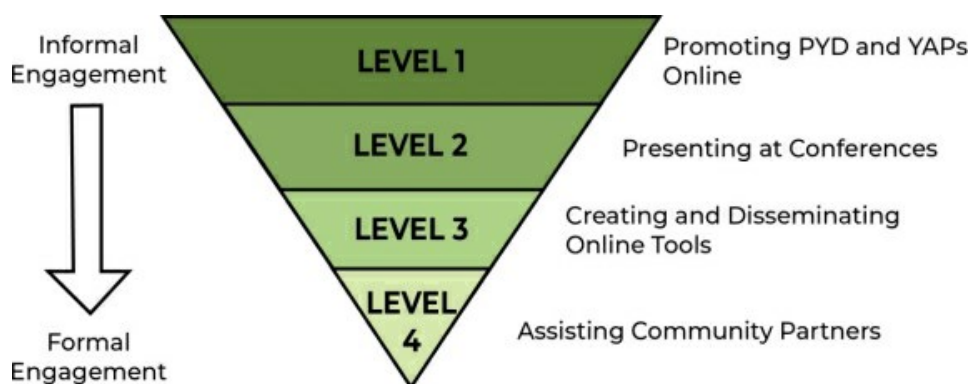 Informal
Engagement
LEVEL 1
Promoting PYD and YAPs
Online
LEVEL 2
Presenting at Conferences
LEVEL 3
Creating and Disseminating
Online Tools
LEVEL
4
Assisting Community Partners
Formal
Engagement